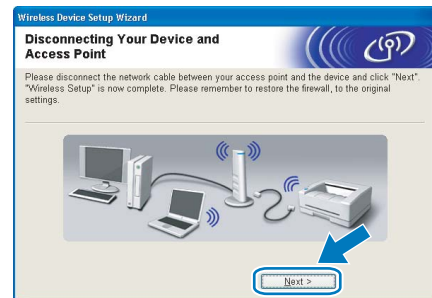 Wireless Device Setup Wizard
Disconnecting Your Device and
Access Point
Please disconnect the network cable between your access point and the device and click "Next".
"Wireless Setup" is now complete. Please remember to restore the firewall, to the original
settings.
Next >